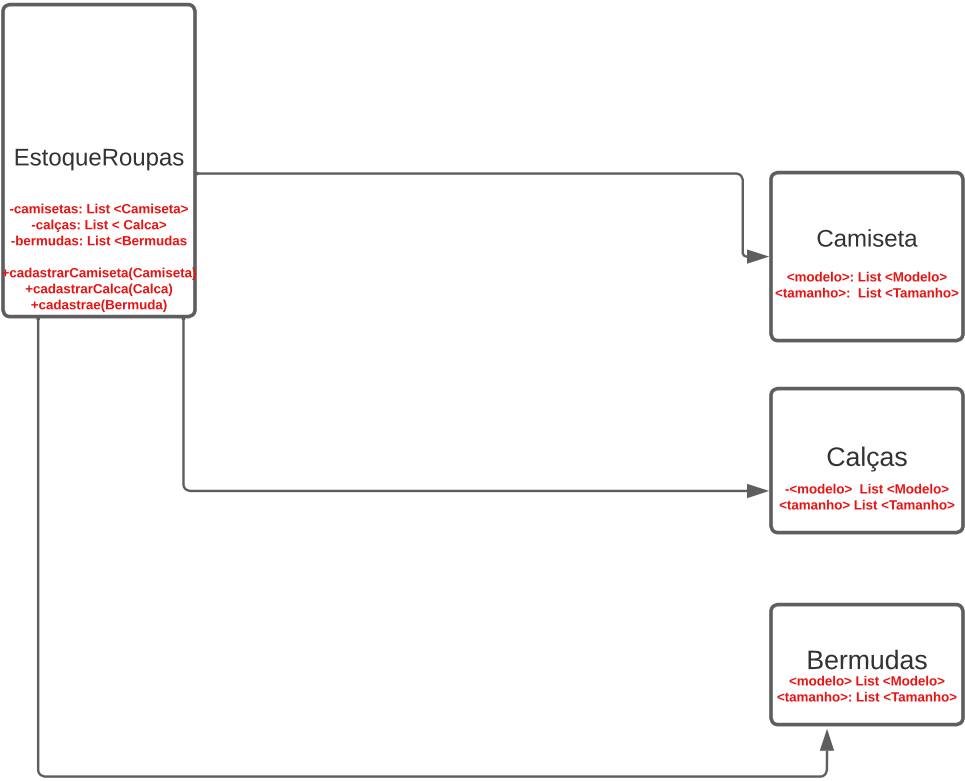 EstoqueRoupas
-camisetas: List <Camiseta>
-calças: List < Calca>
-bermudas: List <Bermudas
+cadastrarCamiseta(Camiseta)
+cadastrarCalca(Calca)
+cadastrae(Bermuda)
Camiseta
<modelo>: List <Modelo>
<tamanho>:  List <Tamanho>
Calças
-<modelo>  List <Modelo>
<tamanho> List <Tamanho>
Bermudas
<modelo> List <Modelo>
<tamanho>: List <Tamanho>